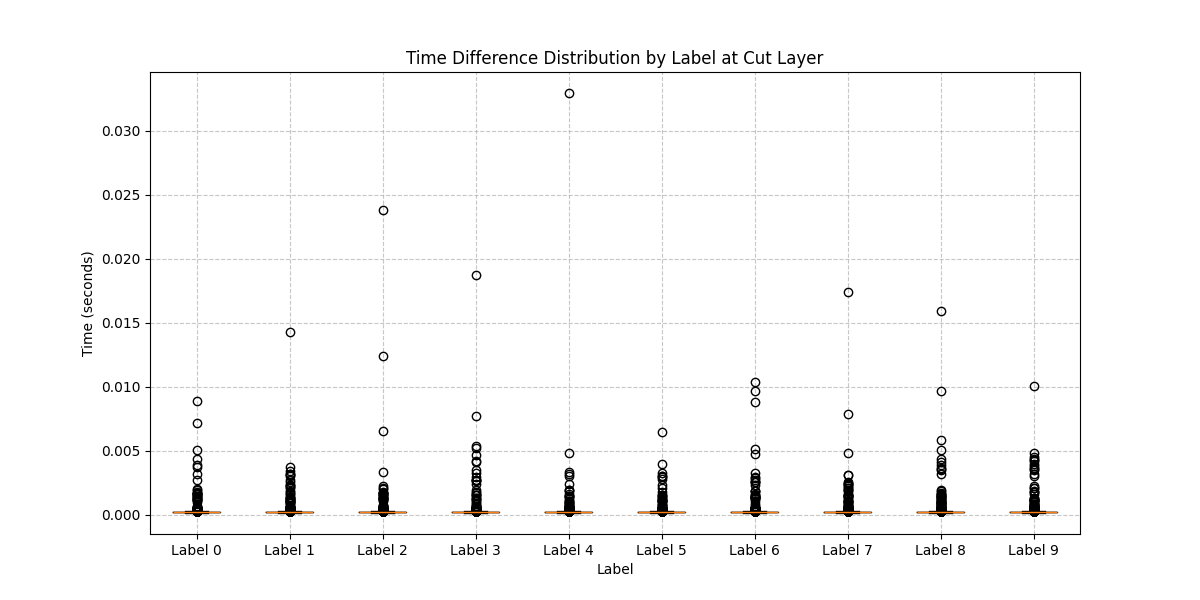 Time Difference Distribution by Label at Cut Layer
Time (seconds)
0.030
0.025
0.020
0.015
0.010
0.005
0.000
Label 0 Label 1 Label 2 Label 3 Label 4 Label 5 Label 6 Label 7 Label 8 Label 9
Label